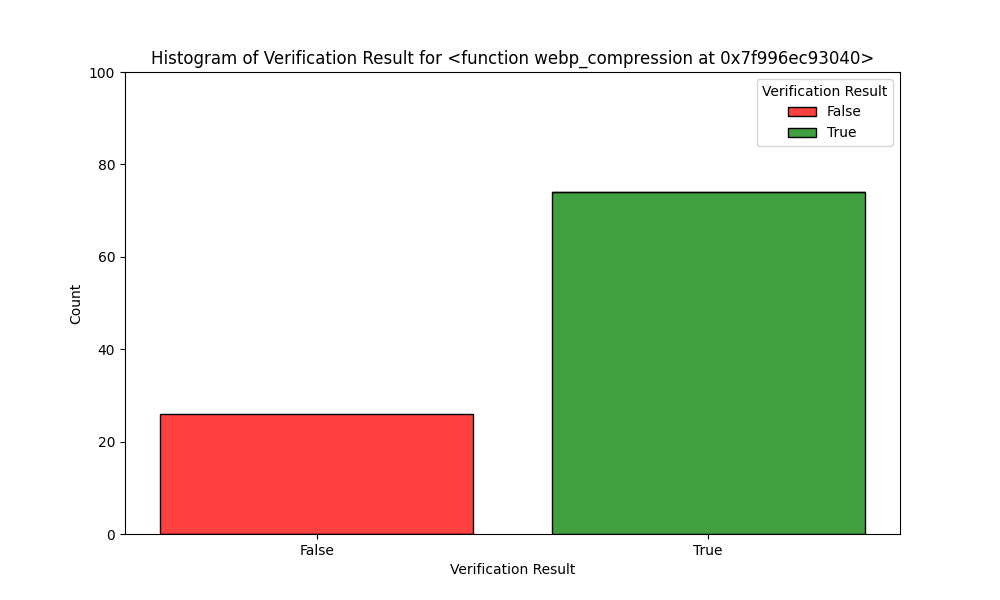 Histogram of Verification Result for <function webp_compression at 0x7f996ec93040>
100
80
60
40
20
0
Count
Verification Result
False
True
False
True
Verification Result